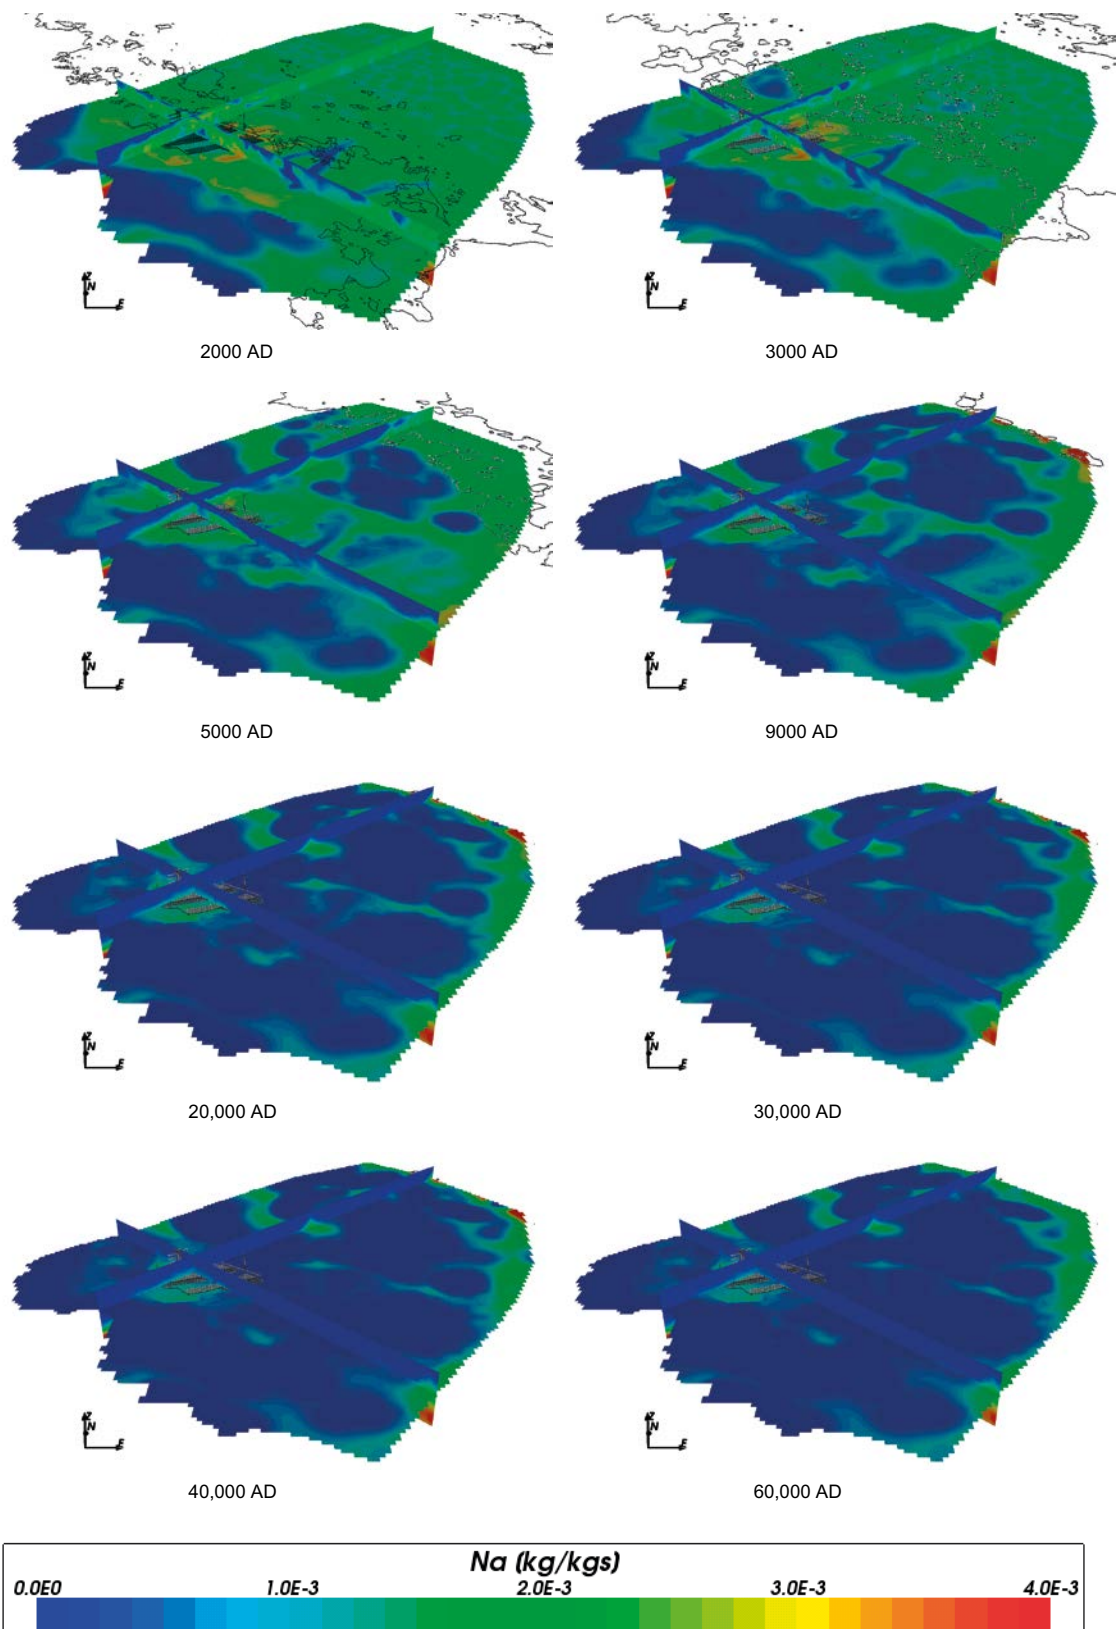 Z
N
E
Z
N
E
2000 AD
3000 AD
Z
N
E
Z
N
E
5000 AD
9000 AD
Z
N
E
Z
N
E
20,000 AD
30,000 AD
Z
N
E
Z
N
E
40,000 AD
60,000 AD
Na (kg/kgs)
0.0E0 1.0E-3 2.0E-3 3.0E-3 4.0E-3